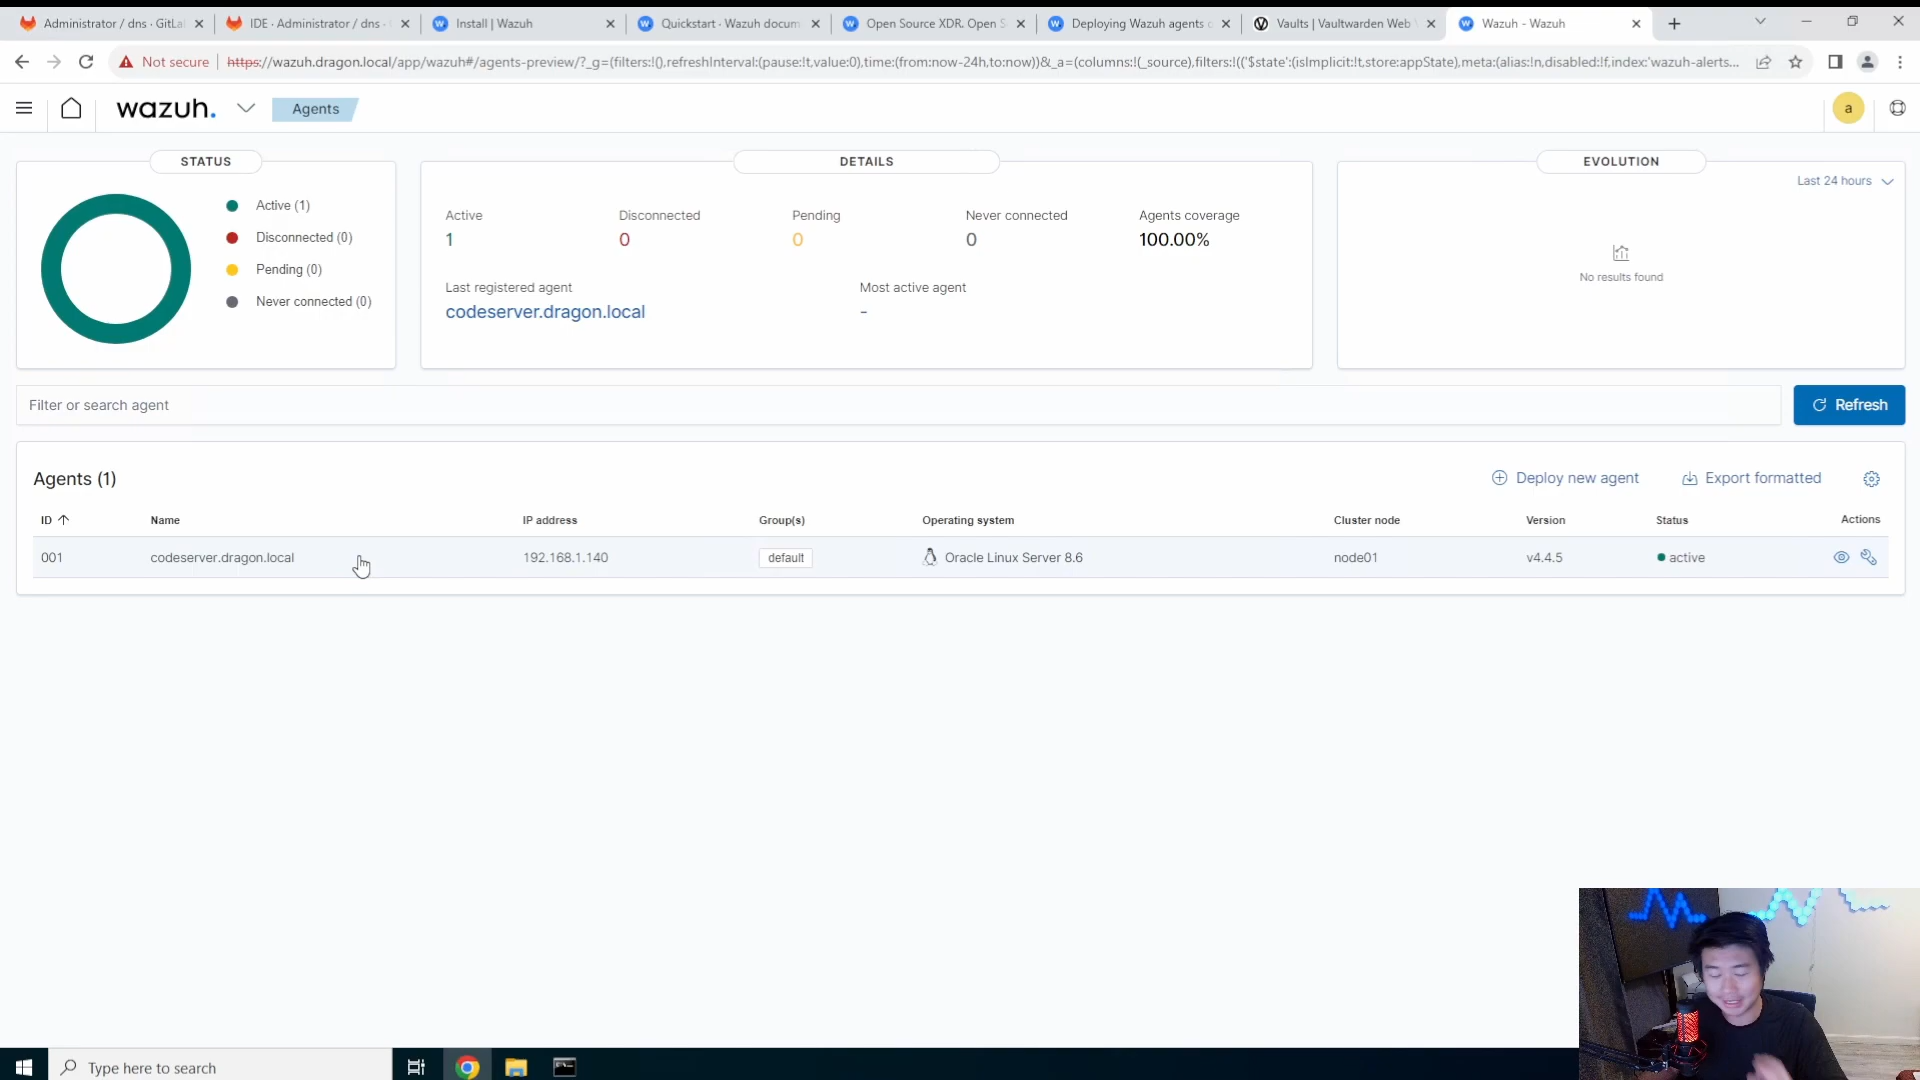 Administrator / dns · GitLa
IDE · Administrator / dns ·
Install | Wazuh
Quickstart · Wazuh docum
Open Source XDR. Open S
Deploying Wazuh agents o
Vaults | Vaultwarden Web
Wazuh - Wazuh
Not secure
https://wazuh.dragon.local/app/wazuh#/agents-preview/?_g=(filters:!(),refreshInterval:(pause:!t,value:0),time:(from:now-24h,to:now))&_a=(columns:!(_source),filters:!(('$state':(isImplicit:!t,store:appState),meta:(alias:!n,disabled:!f,index:'wazuh-alerts...
wazuh.
Agents
a
STATUS
Active (1)
Disconnected (0)
Pending (0)
Never connected (0)
DETAILS
Active
Disconnected
Pending
Never connected
Agents coverage
1
0
0
0
100.00%
Last registered agent
Most active agent
codeserver.dragon.local
-
EVOLUTION
Last 24 hours
No results found
Filter or search agent
Refresh
Agents (1)
Deploy new agent
Export formatted
ID
Name
IP address
Group(s)
Operating system
Cluster node
Version
Status
Actions
001
codeserver.dragon.local
192.168.1.140
default
Oracle Linux Server 8.6
node01
v4.4.5
active
Type here to search